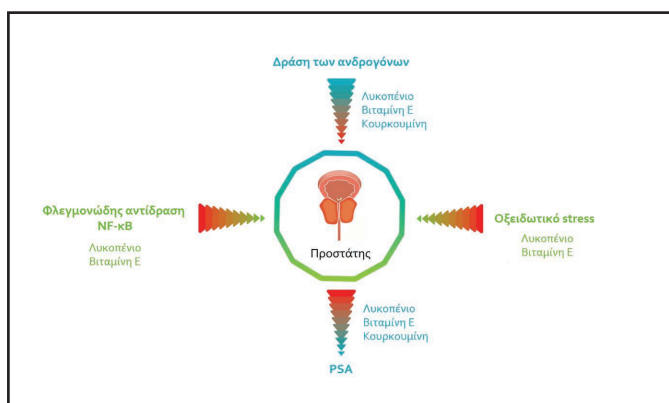 Δράση των ανδρογόνων
Λυκοπένιο
Βιταμίνη Ε
Κουρκουμίνη
Φλεγμονώδης αντίδραση
NF-κB
Λυκοπένιο
Βιταμίνη Ε
Προστάτης
Οξειδωτικό stress
Λυκοπένιο
Βιταμίνη Ε
Λυκοπένιο
Βιταμίνη Ε
Κουρκουμίνη
PSA